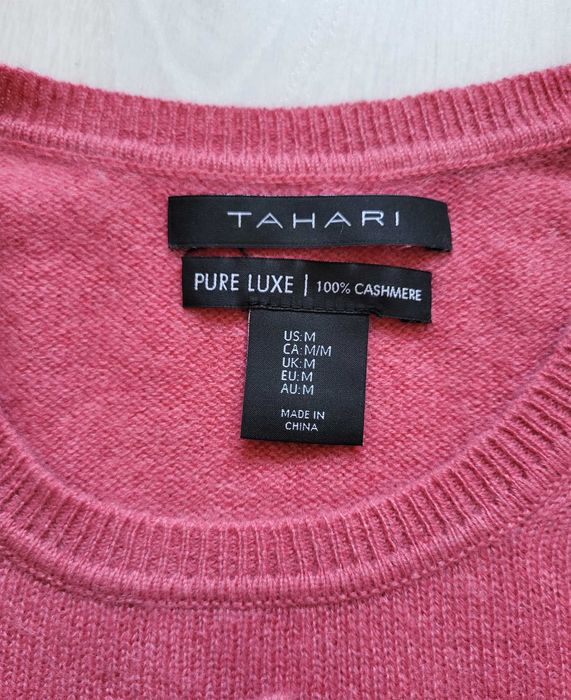 TAHARI
PURE LUXE | 100% CASHMERE
US:M
CA:M/M
UK:M
EU:M
AU:M
MADE IN
CHINA